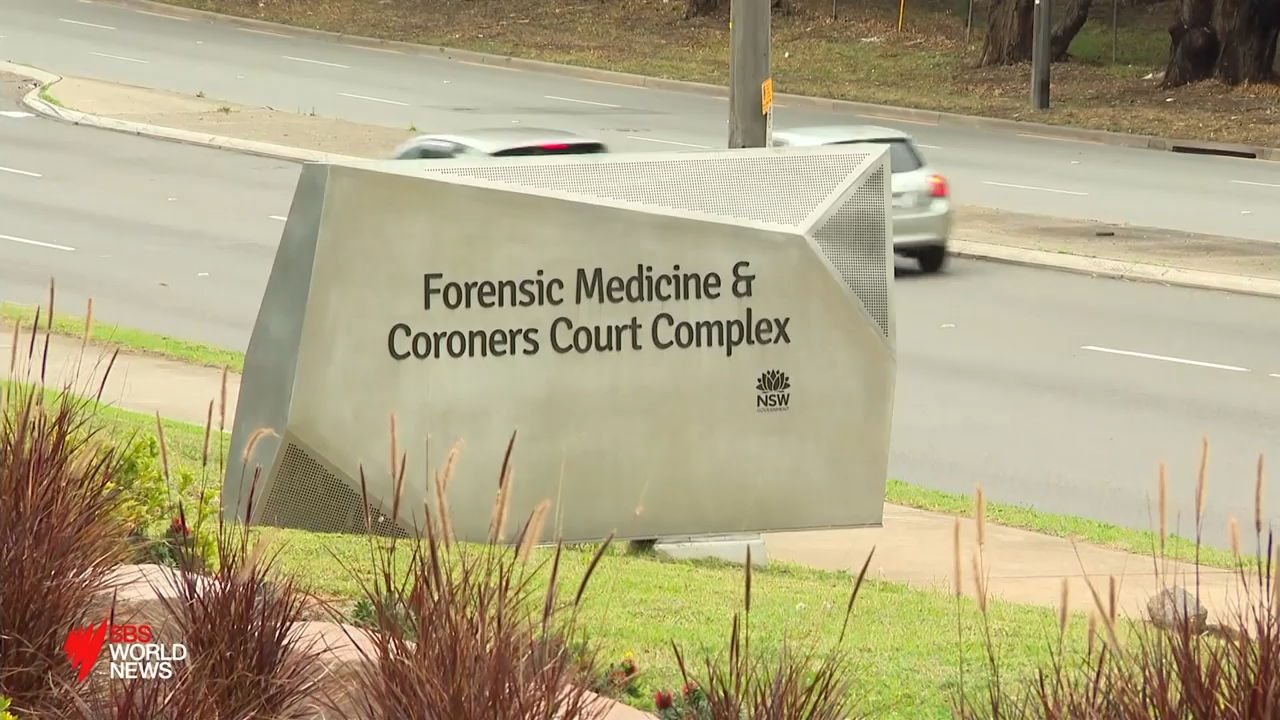 Forensic Medicine &
Coroners Court Complex
NSW
GOVERNMENT
SBS
WORLD
NEWS